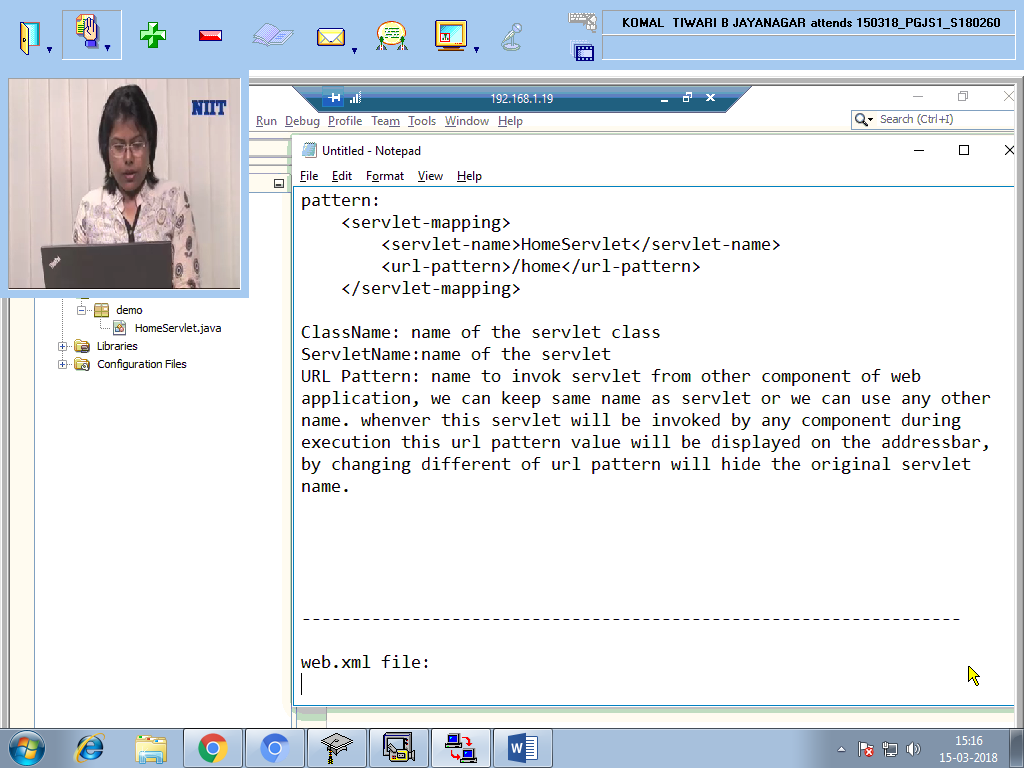 KOMAL TIWARI B JAYANAGAR attends 150318_PGJS1_S180260
NIIT
192.168.1.19
Run Debug Profile Team Tools Window Help
Search (Ctrl+I)
Untitled - Notepad
File Edit Format View Help
pattern:
<servlet-mapping>
<servlet-name>HomeServlet</servlet-name>
<url-pattern>/home</url-pattern>
</servlet-mapping>
ClassName: name of the servlet class
ServletName:name of the servlet
URL Pattern: name to invok servlet from other component of web
application, we can keep same name as servlet or we can use any other
name. whenver this servlet will be invoked by any component during
execution this url pattern value will be displayed on the addressbar,
by changing different of url pattern will hide the original servlet
name.
-----------------------------------------------------------------
web.xml file:
demo
HomeServlet.java
Libraries
Configuration Files
15:16
15-03-2018